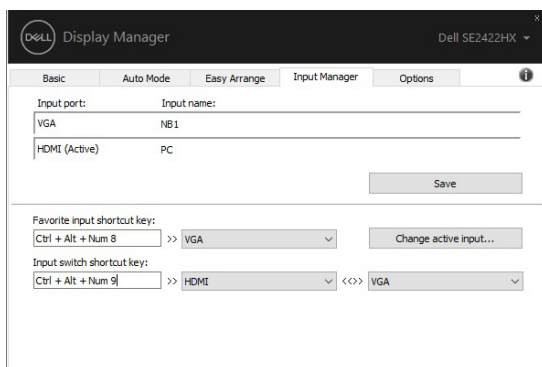 DELL Display Manager Dell SE2422HX
Basic Auto Mode Easy Arrange Input Manager Options
Input port: Input name:
VGA NB1
HDMI (Active) PC
Save
Favorite input shortcut key:
Ctrl + Alt + Num 8 >> VGA Change active input...
Input switch shortcut key:
Ctrl + Alt + Num 9 >> HDMI <<>> VGA